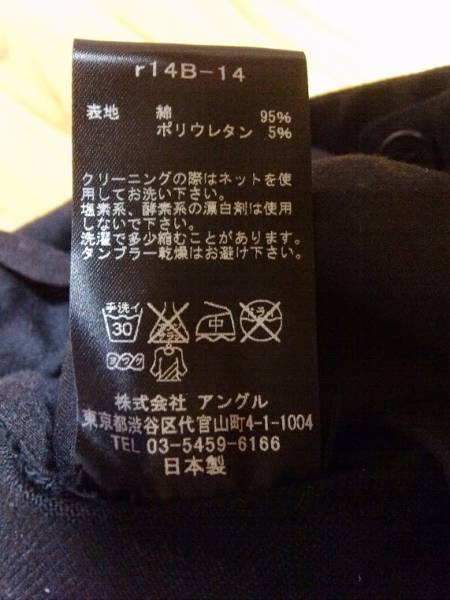 r14B-14
表地 綿 95%
ポリウレタン 5%
クリーニングの際はネットを使
用してお洗い下さい。
塩素系、酵素系の漂白剤は使用
しないで下さい。
洗濯で多少縮むことがあります。
タンブラー乾燥はお避け下さい。
手洗イ
30
中
ドライ
ヨワク
株式会社 アングル
東京都渋谷区代官山町4-1-1004
TEL 03-5459-6166
日本製